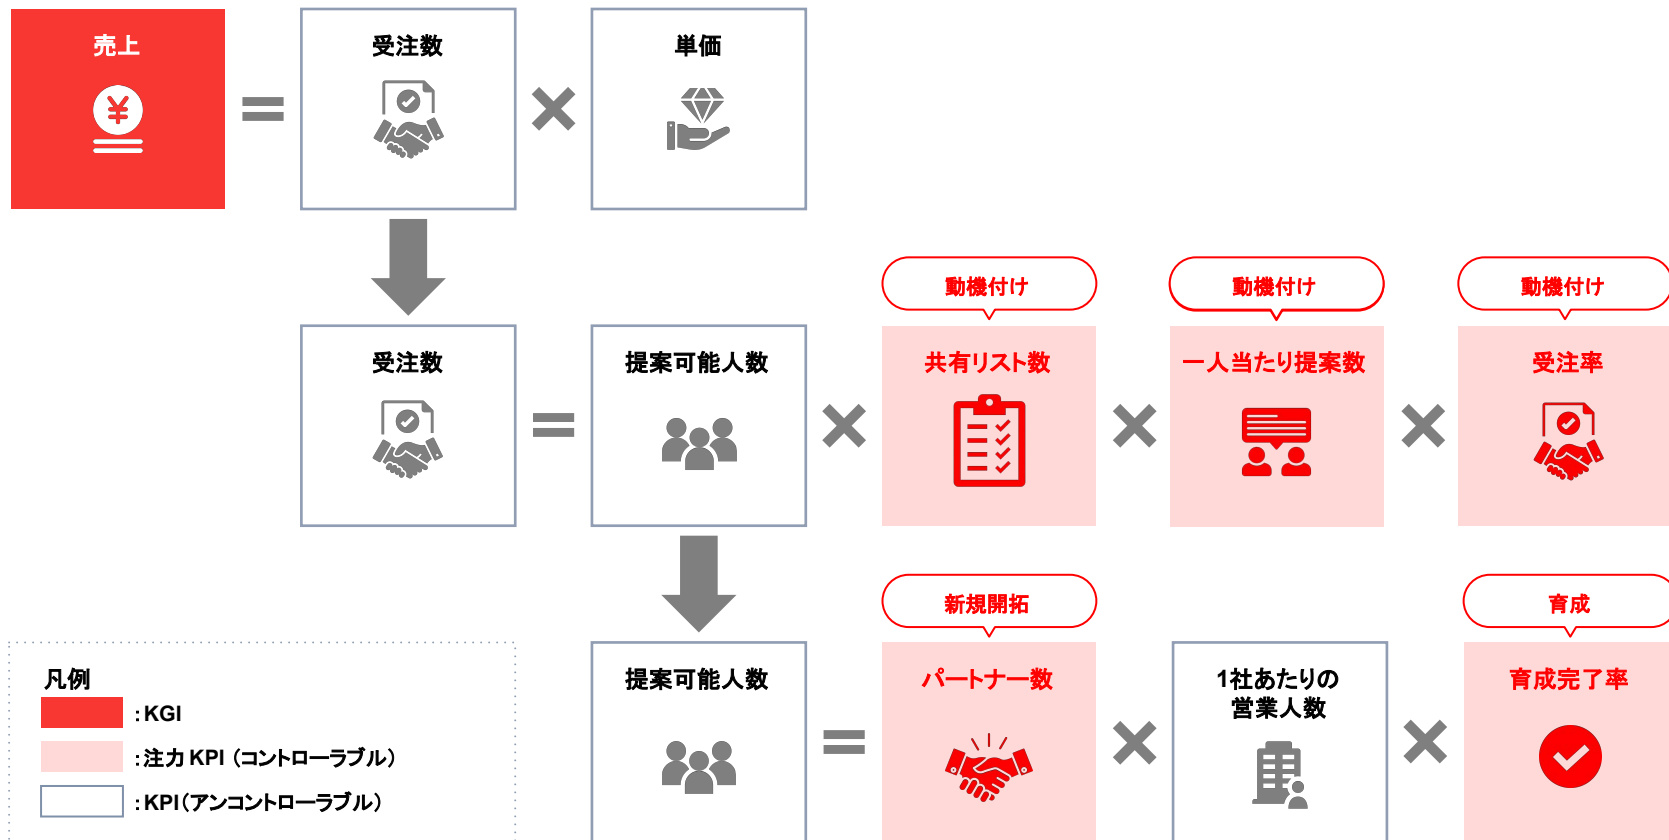 売上
=
受注数
×
単価
動機付け
動機付け
動機付け
受注数
=
提案可能人数
×
共有リスト数
×
一人当たり提案数
×
受注率
新規開拓
育成
提案可能人数
=
パートナー数
×
1社あたりの
営業人数
×
育成完了率
凡例
:KGI
:注力 KPI （コントローラブル）
:KPI（アンコントローラブル）